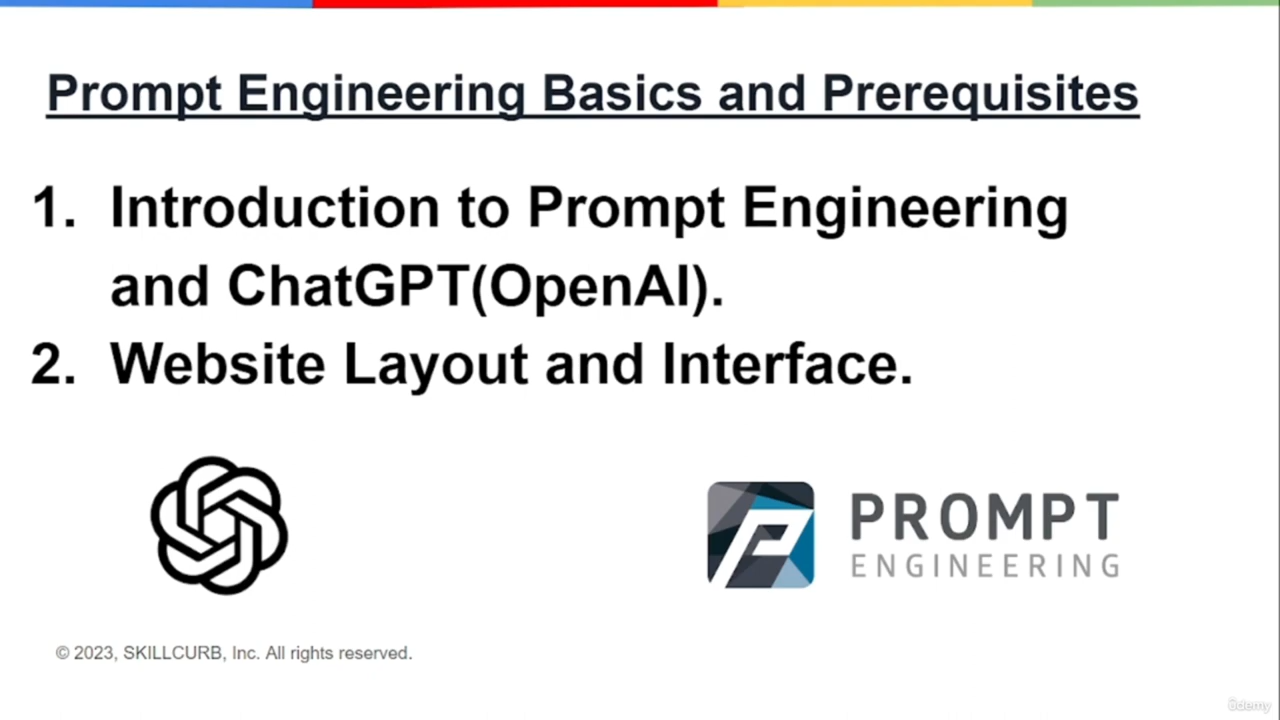 Prompt Engineering Basics and Prerequisites
1. Introduction to Prompt Engineering
and ChatGPT(OpenAI).
2. Website Layout and Interface.
PROMPT
ENGINEERING
© 2023, SKILLCURB, Inc. All rights reserved.
ûdemy